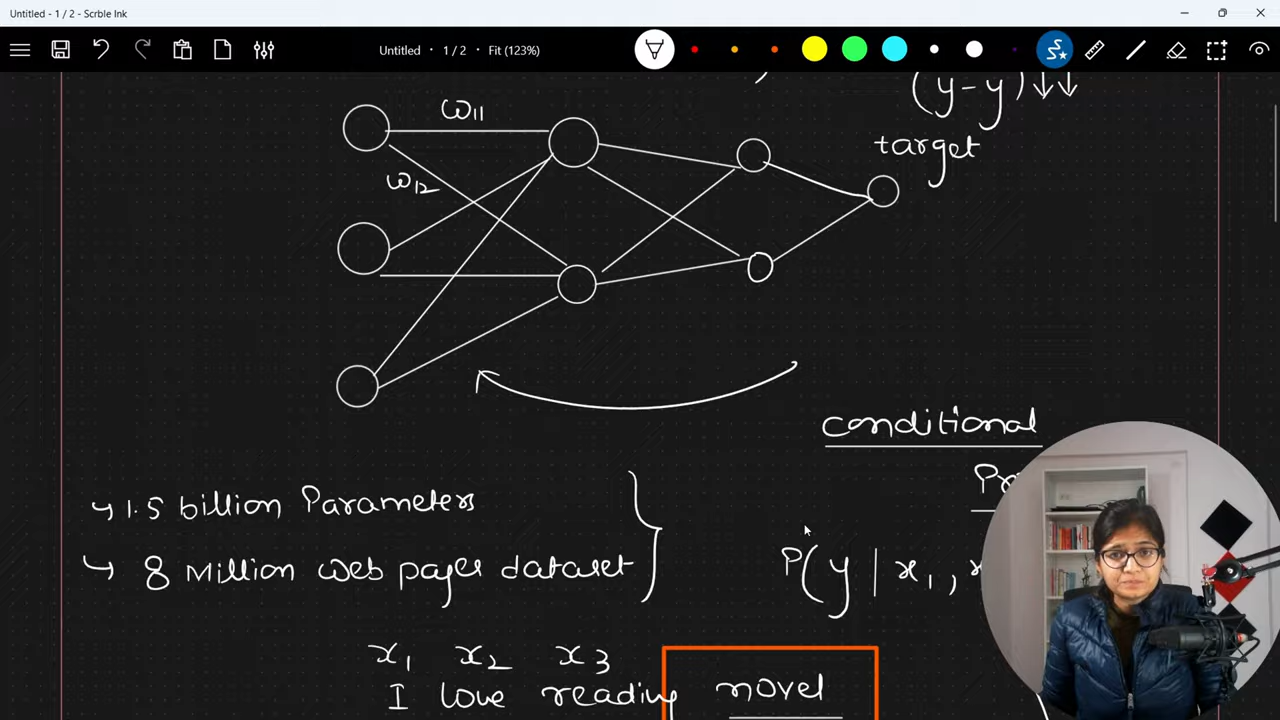 Untitled - 1 / 2 - Scrble Ink
Untitled • 1 / 2 • Fit (123%)
(y-y)↓↓
target
ω11
ω12
conditional
↳ 1.5 billion Parameters
↳ 8 Million Web pages dataset
P(y | x1,
x1 x2 x3
I love reading novel